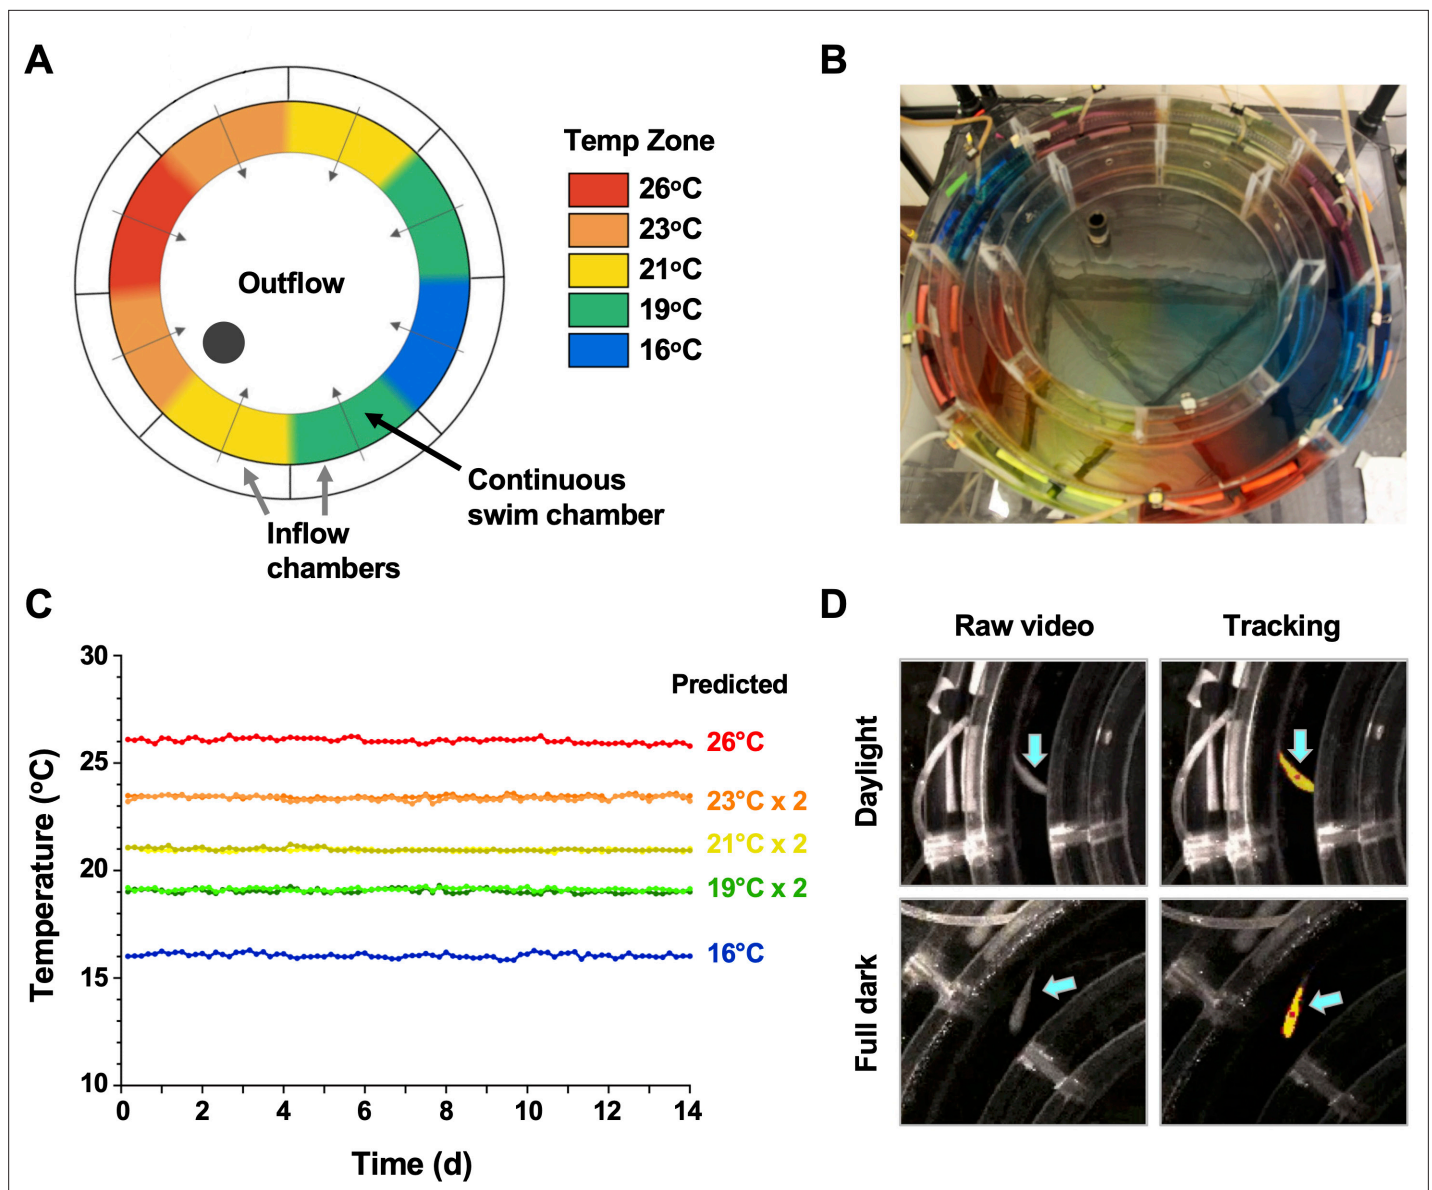 A
Temp Zone
26°C
23°C
21°C
19°C
16°C
Outflow
Continuous
swim chamber
Inflow
chambers
B
C
30
25
20
15
10
Temperature (°C)
0 2 4 6 8 10 12 14
Time (d)
Predicted
26°C
23°C x 2
21°C x 2
19°C x 2
16°C
D
Raw video
Tracking
Daylight
Full dark